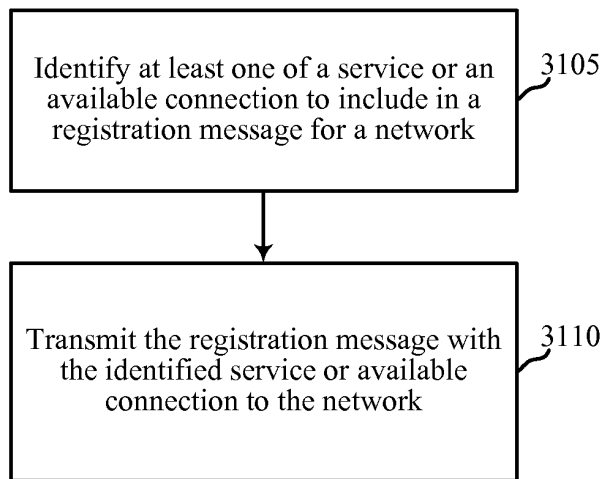 Identify at least one of a service or an
available connection to include in a
registration message for a network
3105
Transmit the registration message with
the identified service or available
connection to the network
3110